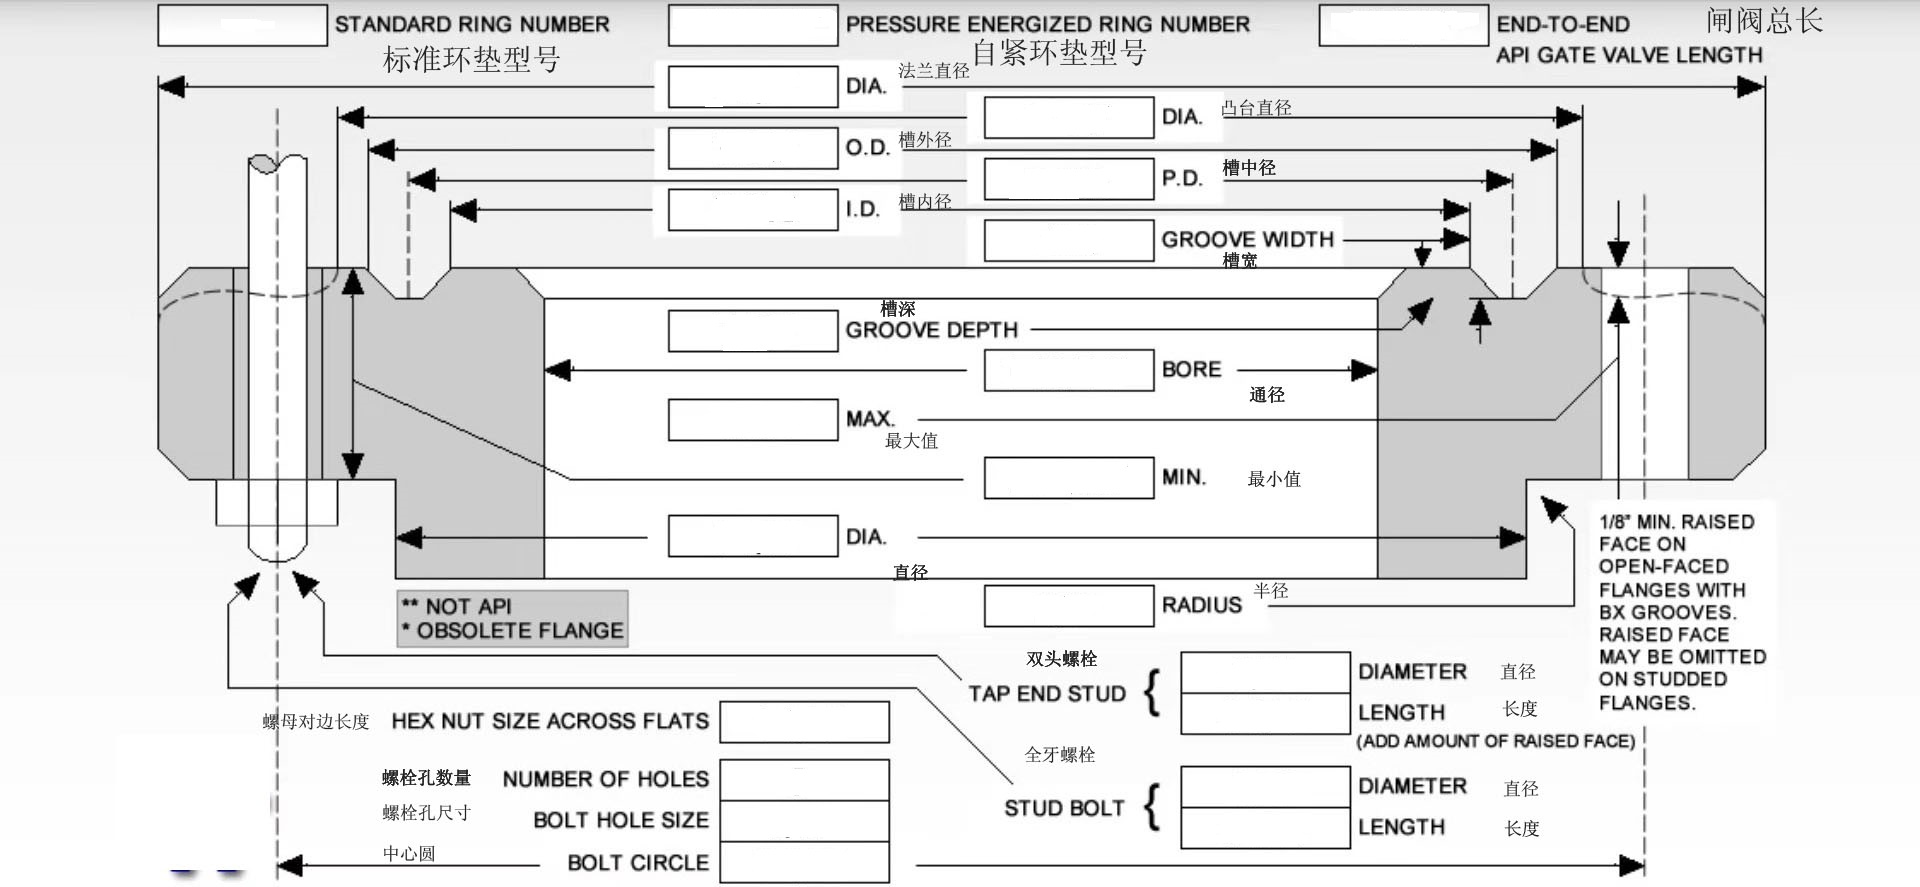 STANDARD RING NUMBER
标准环垫型号
PRESSURE ENERGIZED RING NUMBER
自紧环垫型号
END-TO-END
API GATE VALVE LENGTH
闸阀总长
DIA. 法兰直径
DIA. 凸台直径
O.D. 槽外径
P.D. 槽中径
I.D. 槽内径
GROOVE WIDTH
槽宽
槽深
GROOVE DEPTH
BORE
通径
MAX.
最大值
MIN. 最小值
DIA.
直径
RADIUS 半径
1/8" MIN. RAISED
FACE ON
OPEN-FACED
FLANGES WITH
BX GROOVES.
RAISED FACE
MAY BE OMITTED
ON STUDDED
FLANGES.
** NOT API
* OBSOLETE FLANGE
双头螺栓
TAP END STUD {
DIAMETER 直径
LENGTH 长度
(ADD AMOUNT OF RAISED FACE)
螺母对边长度 HEX NUT SIZE ACROSS FLATS
全牙螺栓
STUD BOLT {
DIAMETER 直径
LENGTH 长度
螺栓孔数量 NUMBER OF HOLES
螺栓孔尺寸 BOLT HOLE SIZE
中心圆 BOLT CIRCLE